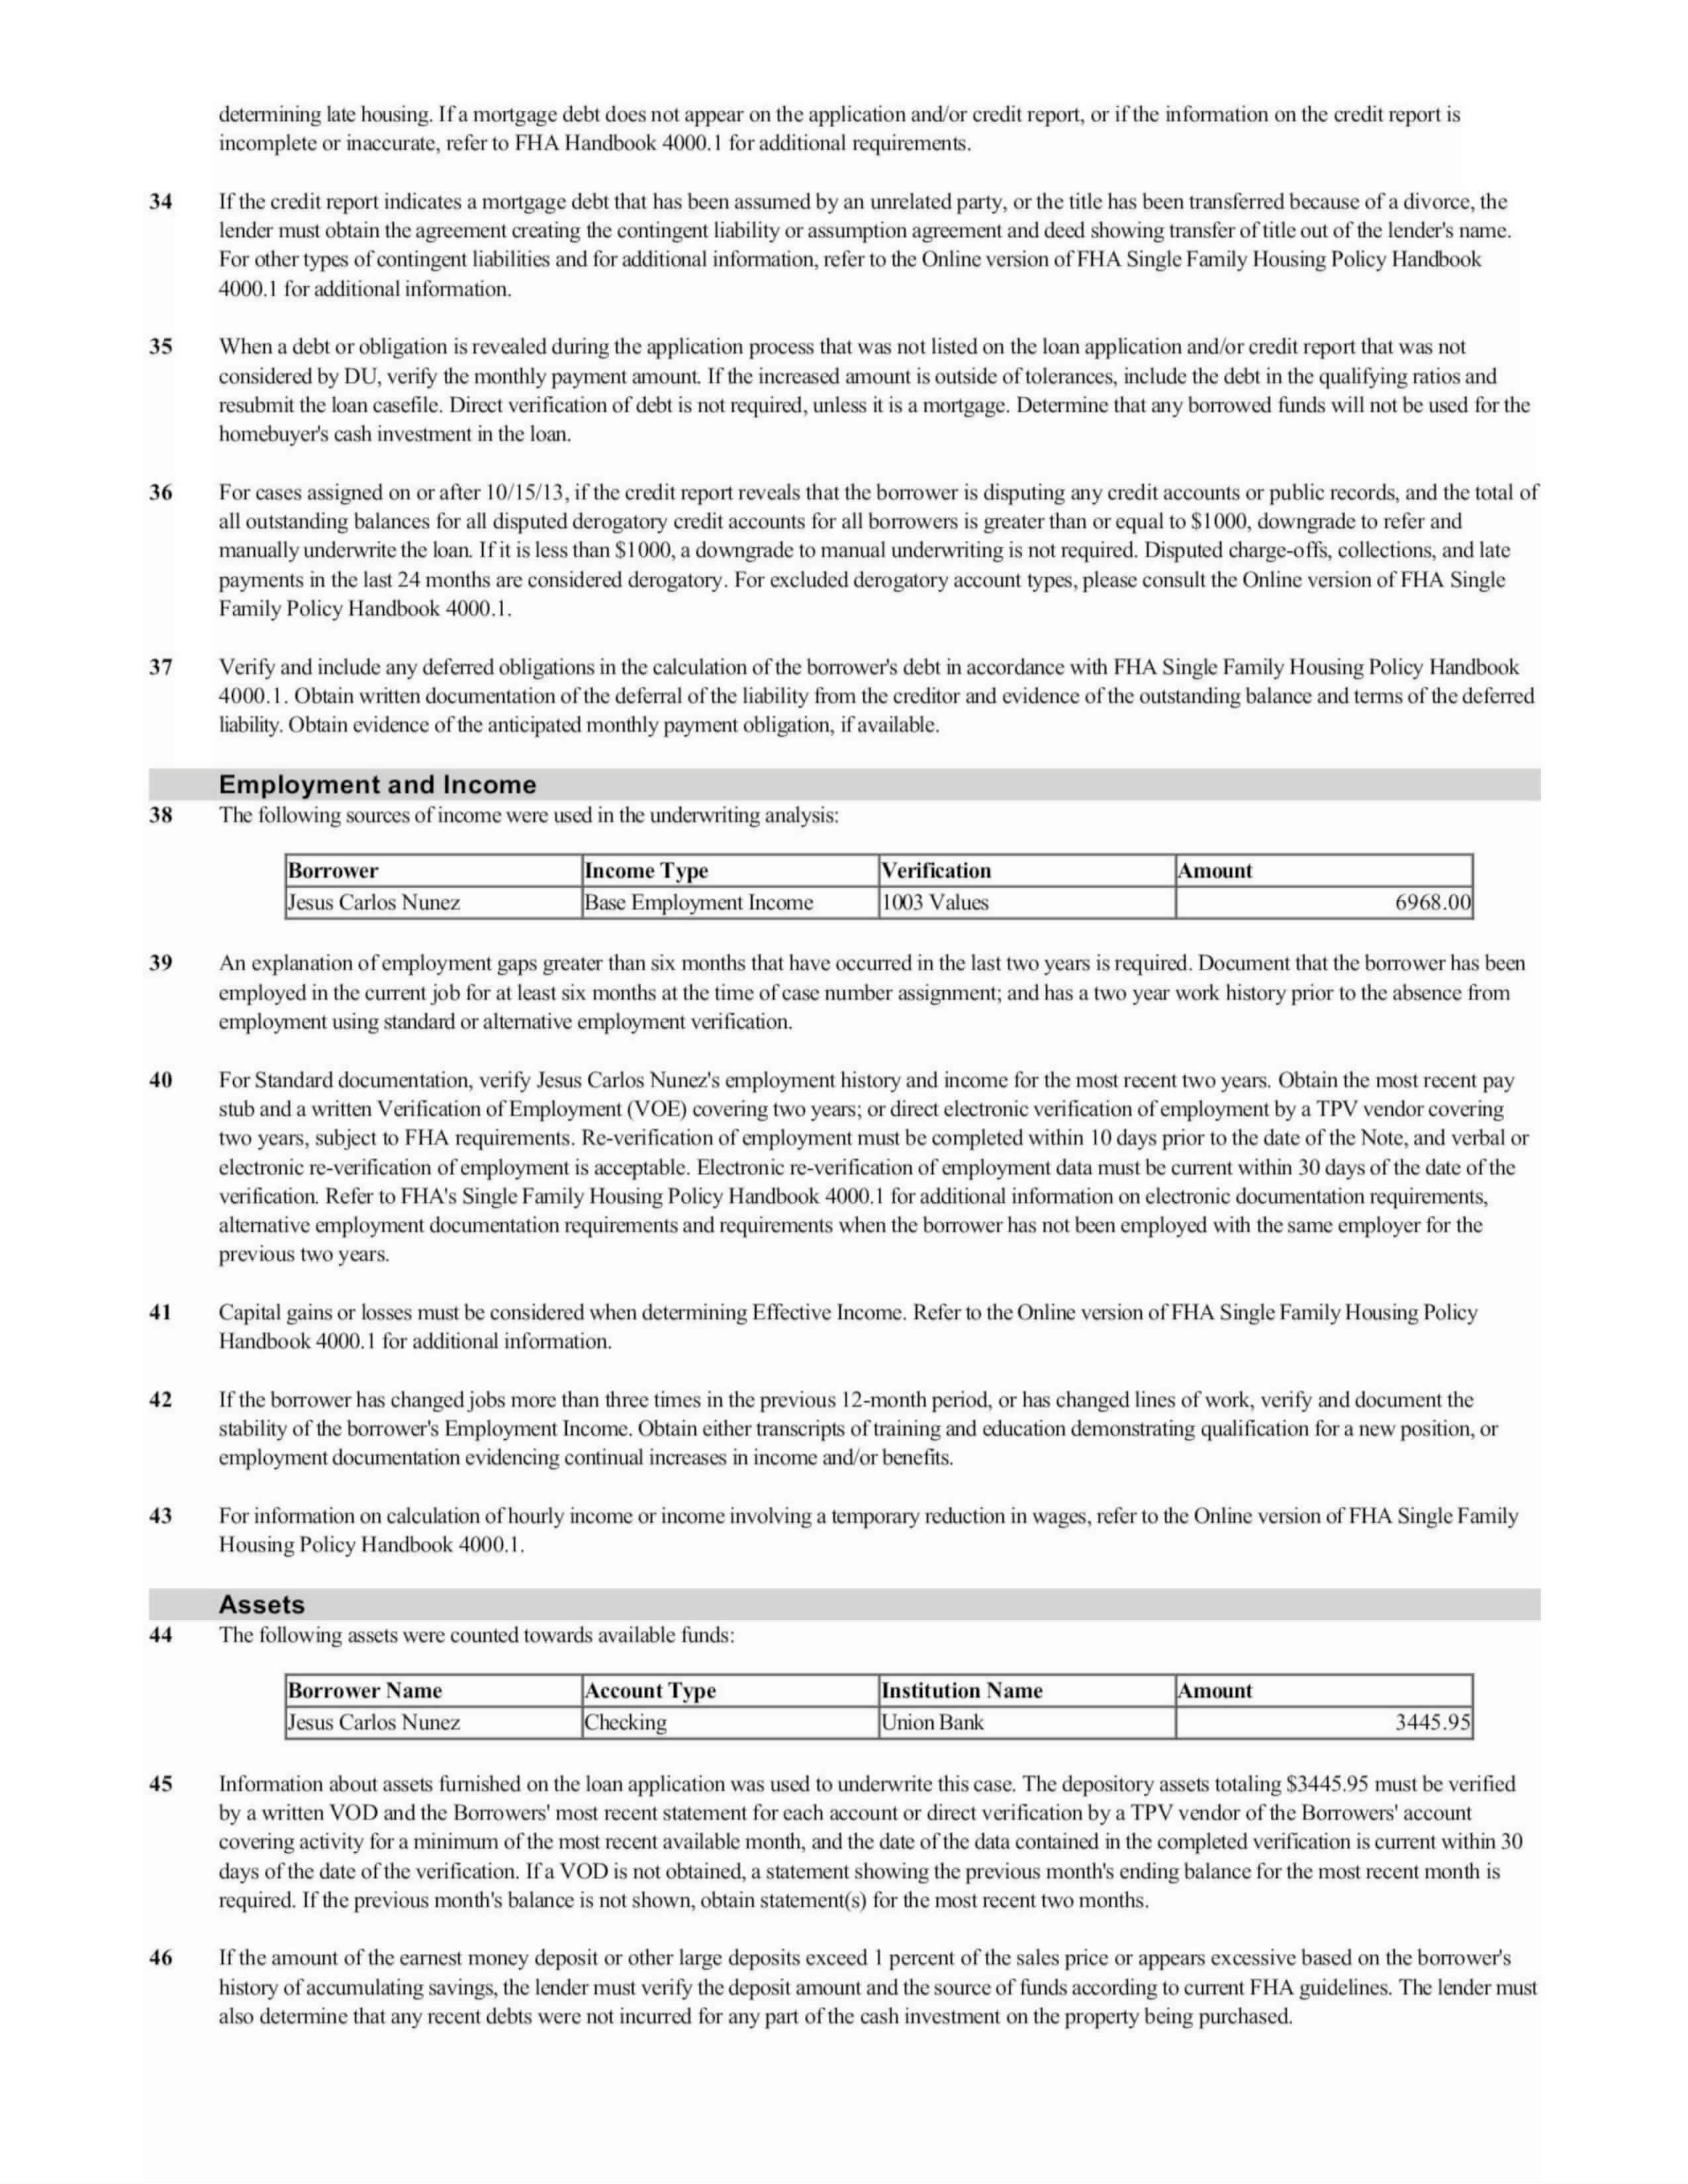 determining late housing. If a mortgage debt does not appear on the application and/or credit report, or if the information on the credit report is
incomplete or inaccurate, refer to FHA Handbook 4000.1 for additional requirements.
34 If the credit report indicates a mortgage debt that has been assumed by an unrelated party, or the title has been transferred because of a divorce, the
lender must obtain the agreement creating the contingent liability or assumption agreement and deed showing transfer of title out of the lender's name.
For other types of contingent liabilities and for additional information, refer to the Online version of FHA Single Family Housing Policy Handbook
4000.1 for additional information.
35 When a debt or obligation is revealed during the application process that was not listed on the loan application and/or credit report that was not
considered by DU, verify the monthly payment amount. If the increased amount is outside of tolerances, include the debt in the qualifying ratios and
resubmit the loan casefile. Direct verification of debt is not required, unless it is a mortgage. Determine that any borrowed funds will not be used for the
homebuyer's cash investment in the loan.
36 For cases assigned on or after 10/15/13, if the credit report reveals that the borrower is disputing any credit accounts or public records, and the total of
all outstanding balances for all disputed derogatory credit accounts for all borrowers is greater than or equal to $1000, downgrade to refer and
manually underwrite the loan. If it is less than $1000, a downgrade to manual underwriting is not required. Disputed charge-offs, collections, and late
payments in the last 24 months are considered derogatory. For excluded derogatory account types, please consult the Online version of FHA Single
Family Policy Handbook 4000.1.
37 Verify and include any deferred obligations in the calculation of the borrower's debt in accordance with FHA Single Family Housing Policy Handbook
4000.1. Obtain written documentation of the deferral of the liability from the creditor and evidence of the outstanding balance and terms of the deferred
liability. Obtain evidence of the anticipated monthly payment obligation, if available.
Employment and Income
38 The following sources of income were used in the underwriting analysis:
Borrower Income Type Verification Amount
Jesus Carlos Nunez Base Employment Income 1003 Values 6968.00
39 An explanation of employment gaps greater than six months that have occurred in the last two years is required. Document that the borrower has been
employed in the current job for at least six months at the time of case number assignment; and has a two year work history prior to the absence from
employment using standard or alternative employment verification.
40 For Standard documentation, verify Jesus Carlos Nunez's employment history and income for the most recent two years. Obtain the most recent pay
stub and a written Verification of Employment (VOE) covering two years; or direct electronic verification of employment by a TPV vendor covering
two years, subject to FHA requirements. Re-verification of employment must be completed within 10 days prior to the date of the Note, and verbal or
electronic re-verification of employment is acceptable. Electronic re-verification of employment data must be current within 30 days of the date of the
verification. Refer to FHA's Single Family Housing Policy Handbook 4000.1 for additional information on electronic documentation requirements,
alternative employment documentation requirements and requirements when the borrower has not been employed with the same employer for the
previous two years.
41 Capital gains or losses must be considered when determining Effective Income. Refer to the Online version of FHA Single Family Housing Policy
Handbook 4000.1 for additional information.
42 If the borrower has changed jobs more than three times in the previous 12-month period, or has changed lines of work, verify and document the
stability of the borrower's Employment Income. Obtain either transcripts of training and education demonstrating qualification for a new position, or
employment documentation evidencing continual increases in income and/or benefits.
43 For information on calculation of hourly income or income involving a temporary reduction in wages, refer to the Online version of FHA Single Family
Housing Policy Handbook 4000.1.
Assets
44 The following assets were counted towards available funds:
Borrower Name Account Type Institution Name Amount
Jesus Carlos Nunez Checking Union Bank 3445.95
45 Information about assets furnished on the loan application was used to underwrite this case. The depository assets totaling $3445.95 must be verified
by a written VOD and the Borrowers' most recent statement for each account or direct verification by a TPV vendor of the Borrowers' account
covering activity for a minimum of the most recent available month, and the date of the data contained in the completed verification is current within 30
days of the date of the verification. If a VOD is not obtained, a statement showing the previous month's ending balance for the most recent month is
required. If the previous month's balance is not shown, obtain statement(s) for the most recent two months.
46 If the amount of the earnest money deposit or other large deposits exceed 1 percent of the sales price or appears excessive based on the borrower's
history of accumulating savings, the lender must verify the deposit amount and the source of funds according to current FHA guidelines. The lender must
also determine that any recent debts were not incurred for any part of the cash investment on the property being purchased.